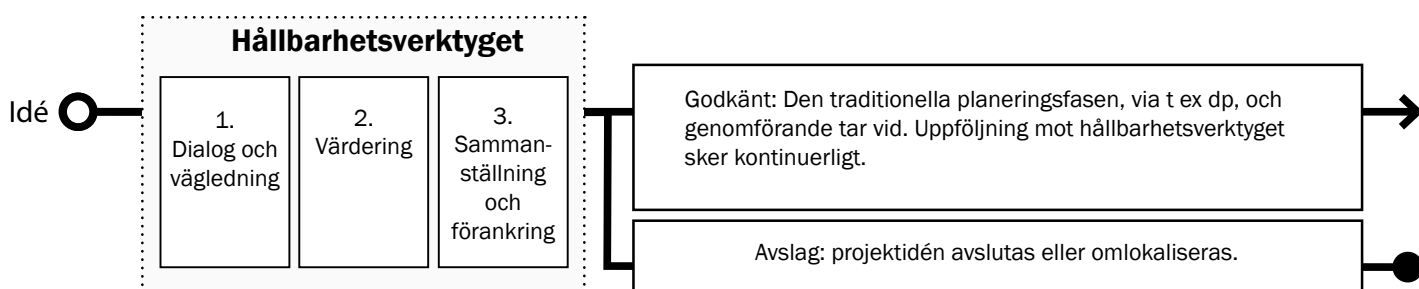 Hållbarhetsverktyget
Idé
1.
Dialog och
vägledning
2.
Värdering
3.
Samman-
ställning
och
förankring
Godkänt: Den traditionella planeringsfasen, via t ex dp, och
genomförande tar vid. Uppföljning mot hållbarhetsverktyget
sker kontinuerligt.
Avslag: projektidén avslutas eller omlokaliseras.